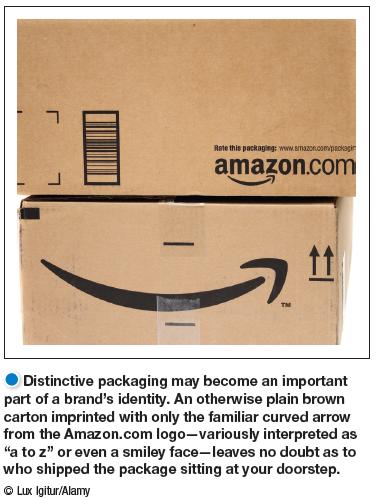 Rate this packaging: www.amazon.com/packagin
amazon.com
TM
Distinctive packaging may become an important
part of a brand's identity. An otherwise plain brown
carton imprinted with only the familiar curved arrow
from the Amazon.com logo—variously interpreted as
"a to z" or even a smiley face—leaves no doubt as to
who shipped the package sitting at your doorstep.
© Lux Igitur/Alamy